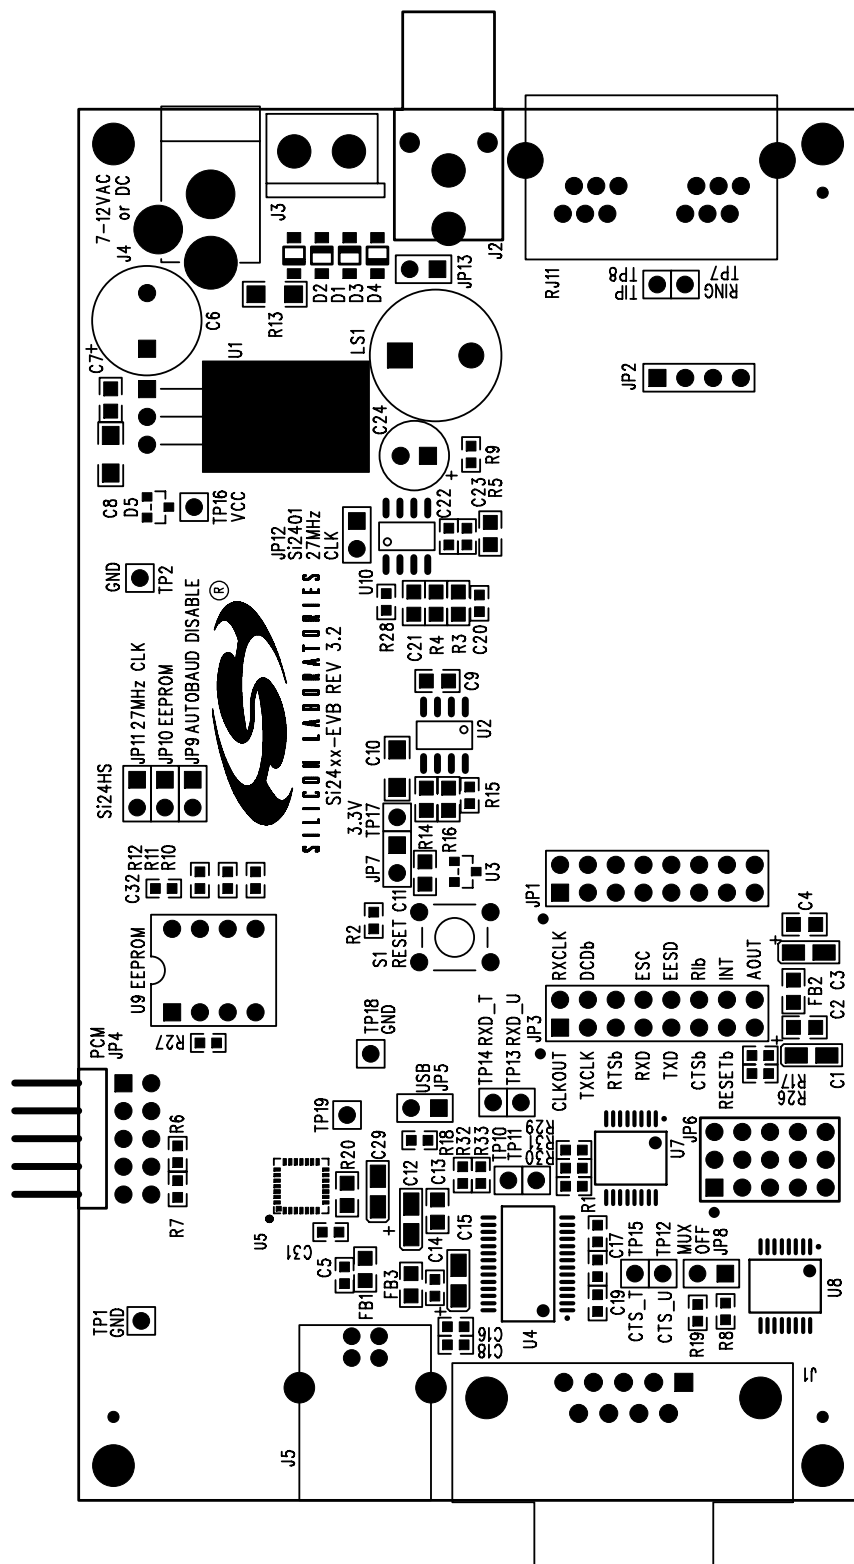 7-12VAC
or DC
J4
J3
J2
RJ11
C6
R13
D2
D1
D3
D4
JP13
TIP
TP8
RING
TP7
C7
+
U1
LS1
JP2
C24
+
R9
C8
D5
TP16
VCC
JP12
Si2401
27MHz
CLK
C22
C23
R5
GND
TP2
®
U10
R28
C21
R4
R3
C20
SILICON LABORATORIES
Si24xx-EVB REV 3.2
C9
U2
Si24HS
JP11 27MHz CLK
JP10 EEPROM
JP9 AUTOBAUD DISABLE
C10
3.3V
TP17
R15
R14
R16
JP7
C11
U3
C32
R12
R11
R10
R2
S1
RESET
JP1
U9 EEPROM
R27
TP18
GND
JP3
RXCLK
DCDb
ESC
EESD
RIb
INT
AOUT
CLKOUT
TXCLK
RTSb
RXD
TXD
CTSb
RESETb
C4
+
C3
FB2
C2
+
C1
R17
R26
PCM
JP4
TP14 RXD_T
TP13 RXD_U
USB
JP5
TP19
R6
R7
R20
C29
R18
R32
R33
TP10
TP11
R29
R31
R30
R1
U7
JP6
U5
C31
C12
+
C13
C5
FB1
FB3
C14
C15
+
C16
C18
U4
C17
C19
TP15
CTS_T
TP12
CTS_U
MUX
OFF
JP8
R19
R8
U8
TP1
GND
J5
J1